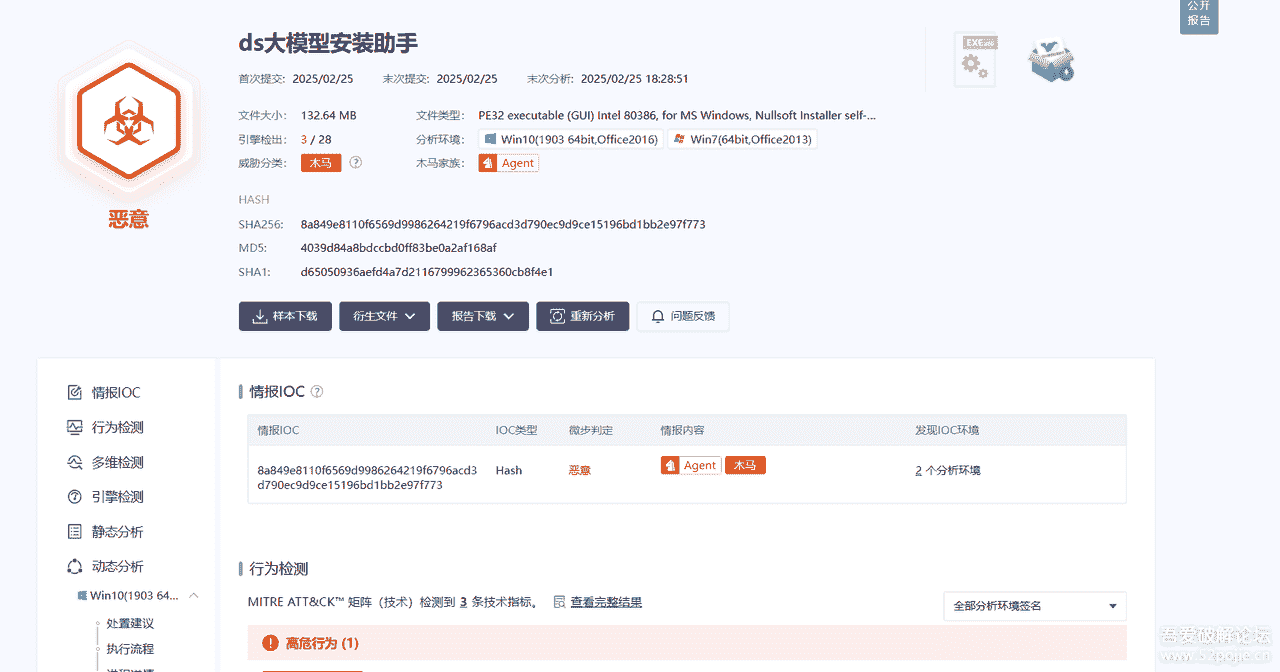 公开
报告
ds大模型安装助手
首次提交: 2025/02/25 末次提交: 2025/02/25 末次分析: 2025/02/25 18:28:51
EXE x86
文件大小: 132.64 MB 文件类型: PE32 executable (GUI) Intel 80386, for MS Windows, Nullsoft Installer self-...
引擎检出: 3 / 28 分析环境: Win10(1903 64bit,Office2016) Win7(64bit,Office2013)
威胁分类: 木马 ? 木马家族: Agent
恶意
HASH
SHA256: 8a849e8110f6569d9986264219f6796acd3d790ec9d9ce15196bd1bb2e97f773
MD5: 4039d84a8bdccbd0ff83be0a2af168af
SHA1: d65050936aefd4a7d2116799962365360cb8f4e1
样本下载 衍生文件 报告下载 重新分析 问题反馈
情报IOC
行为检测
多维检测
引擎检测
静态分析
动态分析
Win10(1903 64...
处置建议
执行流程
情报IOC ?
情报IOC IOC类型 微步判定 情报内容 发现IOC环境
8a849e8110f6569d9986264219f6796acd3 Hash 恶意 Agent 木马 2 个分析环境
d790ec9d9ce15196bd1bb2e97f773
行为检测
MITRE ATT&CK™ 矩阵（技术）检测到 3 条技术指标。 查看完整结果 全部分析环境签名
高危行为 (1)
吾爱破解论坛
www.52pojie.cn